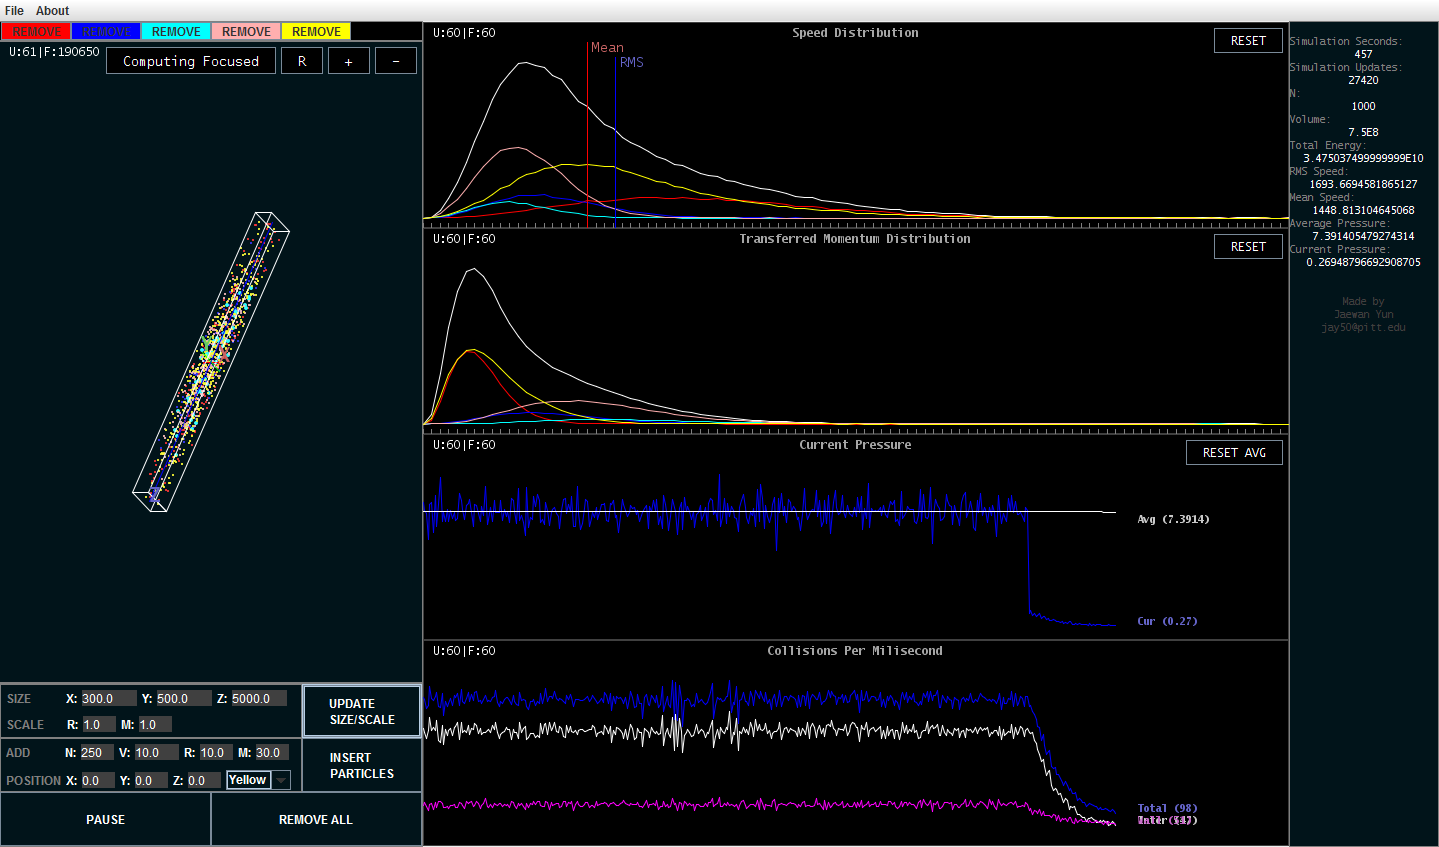 File About
REMOVE REMOVE REMOVE REMOVE REMOVE
U:61|F:190650
Computing Focused
R
+
-
SIZE X: 300.0 Y: 500.0 Z: 5000.0
SCALE R: 1.0 M: 1.0
UPDATE
SIZE/SCALE
ADD N: 250 V: 10.0 R: 10.0 M: 30.0
POSITION X: 0.0 Y: 0.0 Z: 0.0 Yellow
INSERT
PARTICLES
PAUSE
REMOVE ALL
U:60|F:60
Speed Distribution
RESET
Mean
RMS
U:60|F:60
Transferred Momentum Distribution
RESET
U:60|F:60
Current Pressure
RESET AVG
Avg (7.3914)
Cur (0.27)
U:60|F:60
Collisions Per Milisecond
Total (98)
Simulation Seconds:
457
Simulation Updates:
27420
N:
1000
Volume:
7.5E8
Total Energy:
3.475037499999999E10
RMS Speed:
1693.6694581865127
Mean Speed:
1448.813104645068
Average Pressure:
7.391405479274314
Current Pressure:
0.26948796692908705
Made by
Jaewan Yun
jay50@pitt.edu